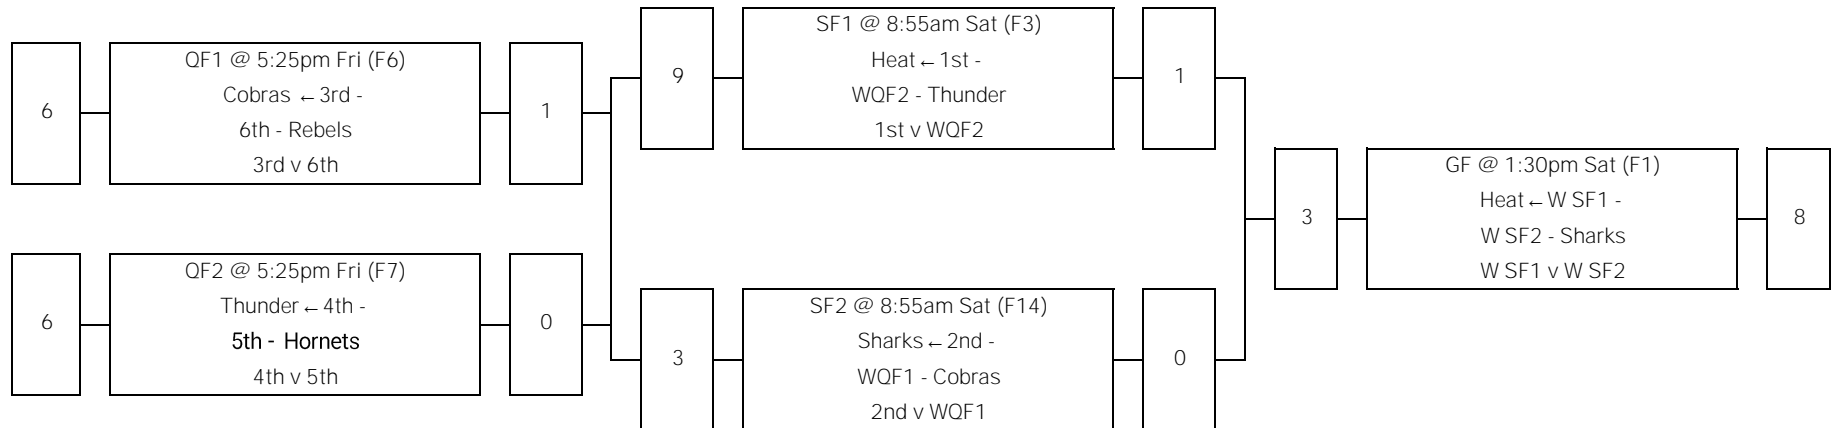 6
QF1 @ 5:25pm Fri (F6)
Cobras ←3rd -
6th - Rebels
3rd v 6th
1
6
QF2 @ 5:25pm Fri (F7)
Thunder←4th -
5th - Hornets
4th v 5th
0
9
SF1 @ 8:55am Sat (F3)
Heat←1st -
WQF2 - Thunder
1st v WQF2
1
3
SF2 @ 8:55am Sat (F14)
Sharks←2nd -
WQF1 - Cobras
2nd v WQF1
0
3
GF @ 1:30pm Sat (F1)
Heat←W SF1 -
W SF2 - Sharks
W SF1 v W SF2
8